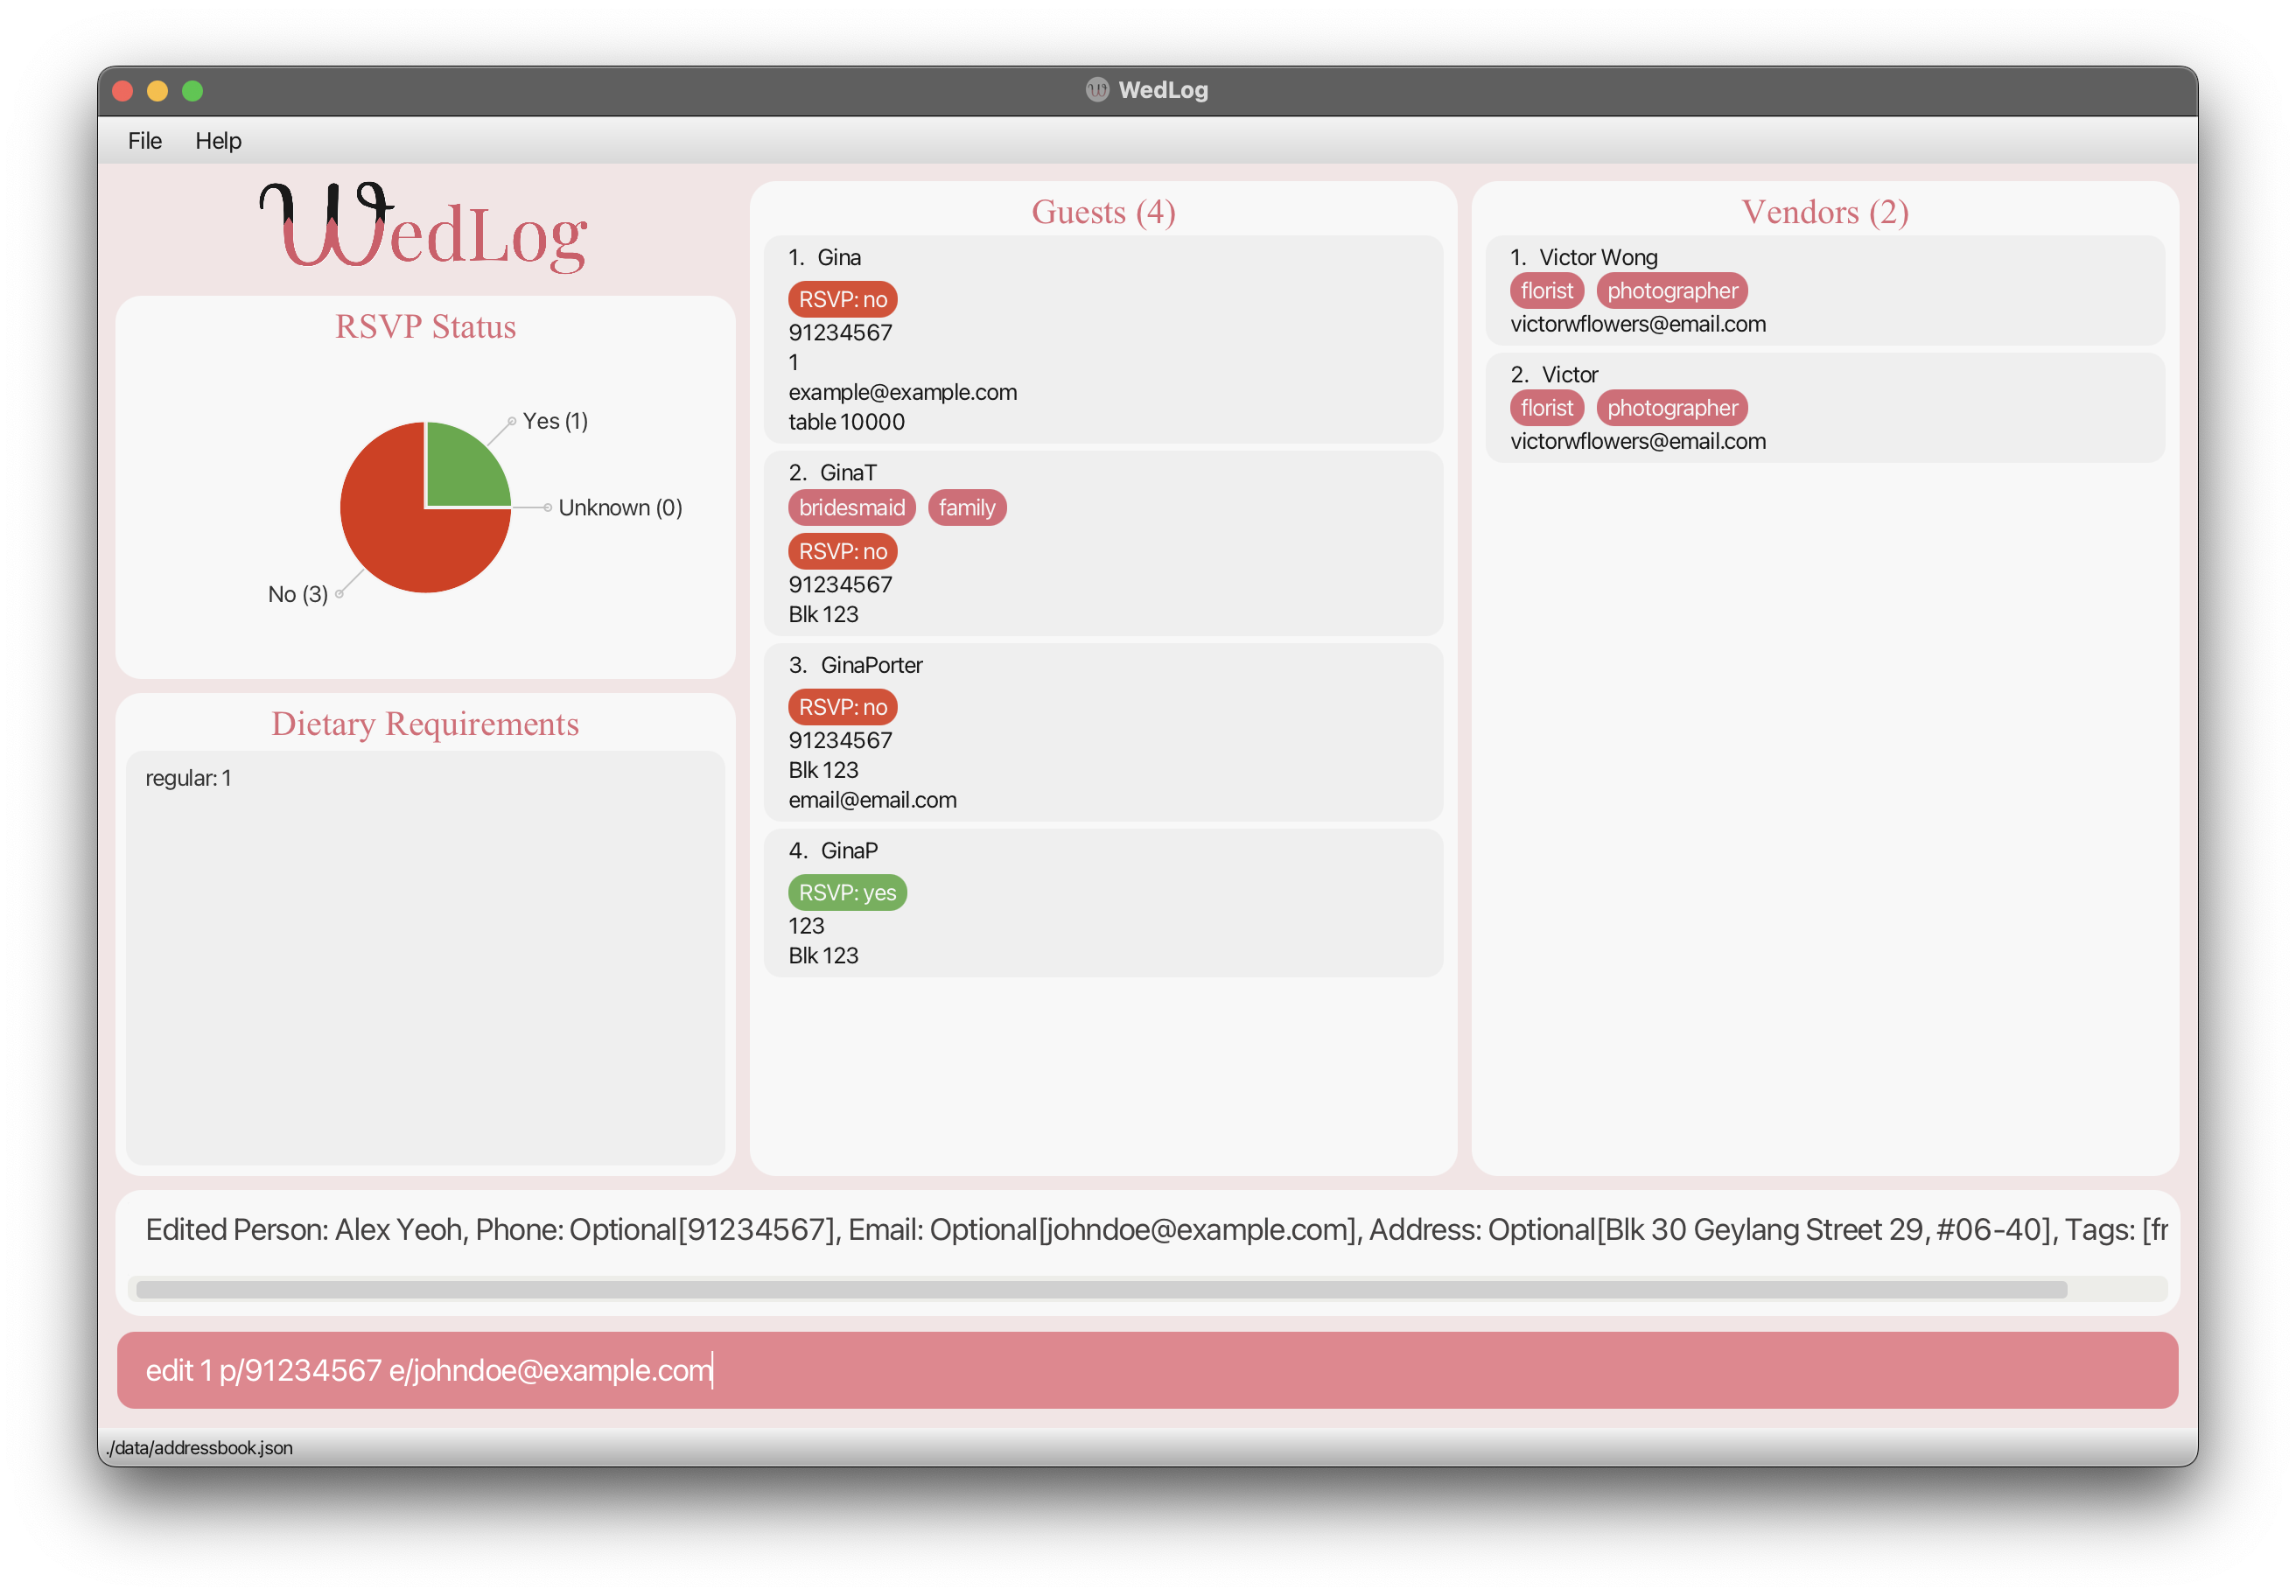 WedLog
File Help
WedLog
RSVP Status
Yes (1)
Unknown (0)
No (3)
Dietary Requirements
regular: 1
Guests (4)
1. Gina
RSVP: no
91234567
1
example@example.com
table 10000
2. GinaT
bridesmaid family
RSVP: no
91234567
Blk 123
3. GinaPorter
RSVP: no
91234567
Blk 123
email@email.com
4. GinaP
RSVP: yes
123
Blk 123
Vendors (2)
1. Victor Wong
florist photographer
victorwflowers@email.com
2. Victor
florist photographer
victorwflowers@email.com
Edited Person: Alex Yeoh, Phone: Optional[91234567], Email: Optional[johndoe@example.com], Address: Optional[Blk 30 Geylang Street 29, #06-40], Tags: [fr
edit 1 p/91234567 e/johndoe@example.com
./data/addressbook.json